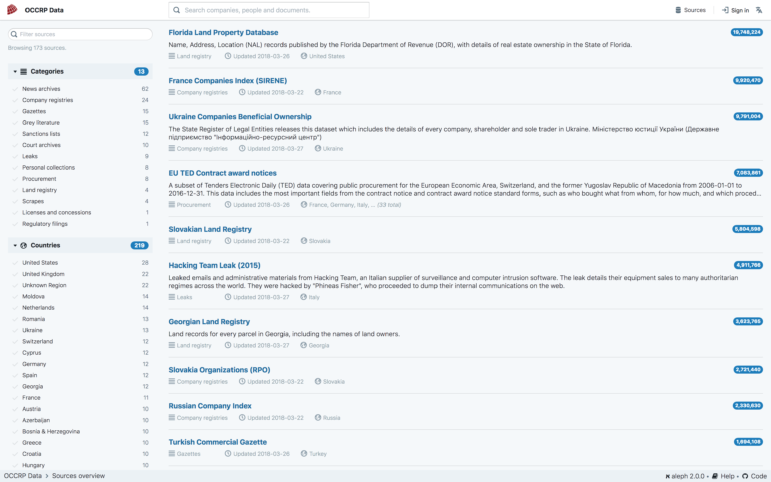 OCCRP Data
Search companies, people and documents.
Sources
Sign in
Filter sources
Browsing 173 sources.
Categories 13
News archives 62
Company registries 24
Gazettes 15
Grey literature 15
Sanctions lists 12
Court archives 10
Leaks 9
Personal collections 8
Procurement 8
Land registry 4
Scrapes 4
Licenses and concessions 1
Regulatory filings 1
Countries 219
United States 28
United Kingdom 22
Unknown Region 22
Moldova 14
Netherlands 14
Romania 13
Ukraine 13
Switzerland 12
Cyprus 12
Germany 12
Spain 12
Georgia 12
France 11
Austria 10
Azerbaijan 10
Bosnia & Herzegovina 10
Greece 10
Croatia 10
Hungary 10
Florida Land Property Database 19,748,224
Name, Address, Location (NAL) records published by the Florida Department of Revenue (DOR), with details of real estate ownership in the State of Florida.
Land registry Updated 2018-03-26 United States
France Companies Index (SIRENE) 9,920,470
Company registries Updated 2018-03-22 France
Ukraine Companies Beneficial Ownership 9,791,004
The State Register of Legal Entities releases this dataset which includes the details of every company, shareholder and sole trader in Ukraine. Міністерство юстиції України (Державне
підприємство "Інформаційно-ресурсний центр")
Company registries Updated 2018-03-27 Ukraine
EU TED Contract award notices 7,083,891
A subset of Tenders Electronic Daily (TED) data covering public procurement for the European Economic Area, Switzerland, and the former Yugoslav Republic of Macedonia from 2006-01-01 to
2016-12-31. This data includes the most important fields from the contract notice and contract award notice standard forms, such as who bought what from whom, for how much, and which proced...
Procurement Updated 2018-03-26 France, Germany, Italy, ... (33 total)
Slovakian Land Registry
Land registry Updated 2018-03-22 Slovakia
Hacking Team Leak (2015) 4,911,766
Leaked emails and administrative materials from Hacking Team, an Italian supplier of surveillance and computer intrusion software. The leak details their equipment sales to many authoritarian
regimes across the world. They were hacked by "Phineas Fisher", who proceeded to dump their internal communications on the web.
Leaks Updated 2018-03-27 Italy
Georgian Land Registry 3,623,765
Land records for every parcel in Georgia, including the names of land owners.
Land registry Updated 2018-03-27 Georgia
Slovakia Organizations (RPO) 2,721,440
Company registries Updated 2018-03-22 Slovakia
Russian Company Index 2,330,630
Company registries Updated 2018-03-22 Russia
Turkish Commercial Gazette 1,694,108
Gazettes Updated 2018-03-26 Turkey
OCCRP Data > Sources overview
aleph 2.0.0 • Help • Code